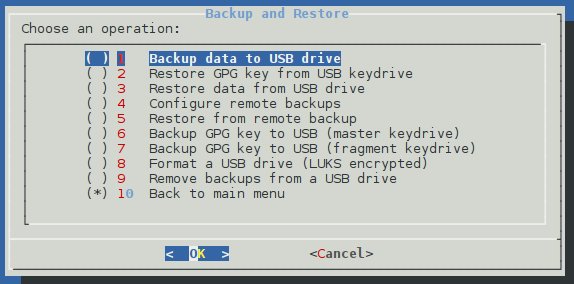 Backup and Restore
Choose an operation:
( ) 1 Backup data to USB drive
( ) 2 Restore GPG key from USB keydrive
( ) 3 Restore data from USB drive
( ) 4 Configure remote backups
( ) 5 Restore from remote backup
( ) 6 Backup GPG key to USB (master keydrive)
( ) 7 Backup GPG key to USB (fragment keydrive)
( ) 8 Format a USB drive (LUKS encrypted)
( ) 9 Remove backups from a USB drive
(*) 10 Back to main menu
< OK > <Cancel>